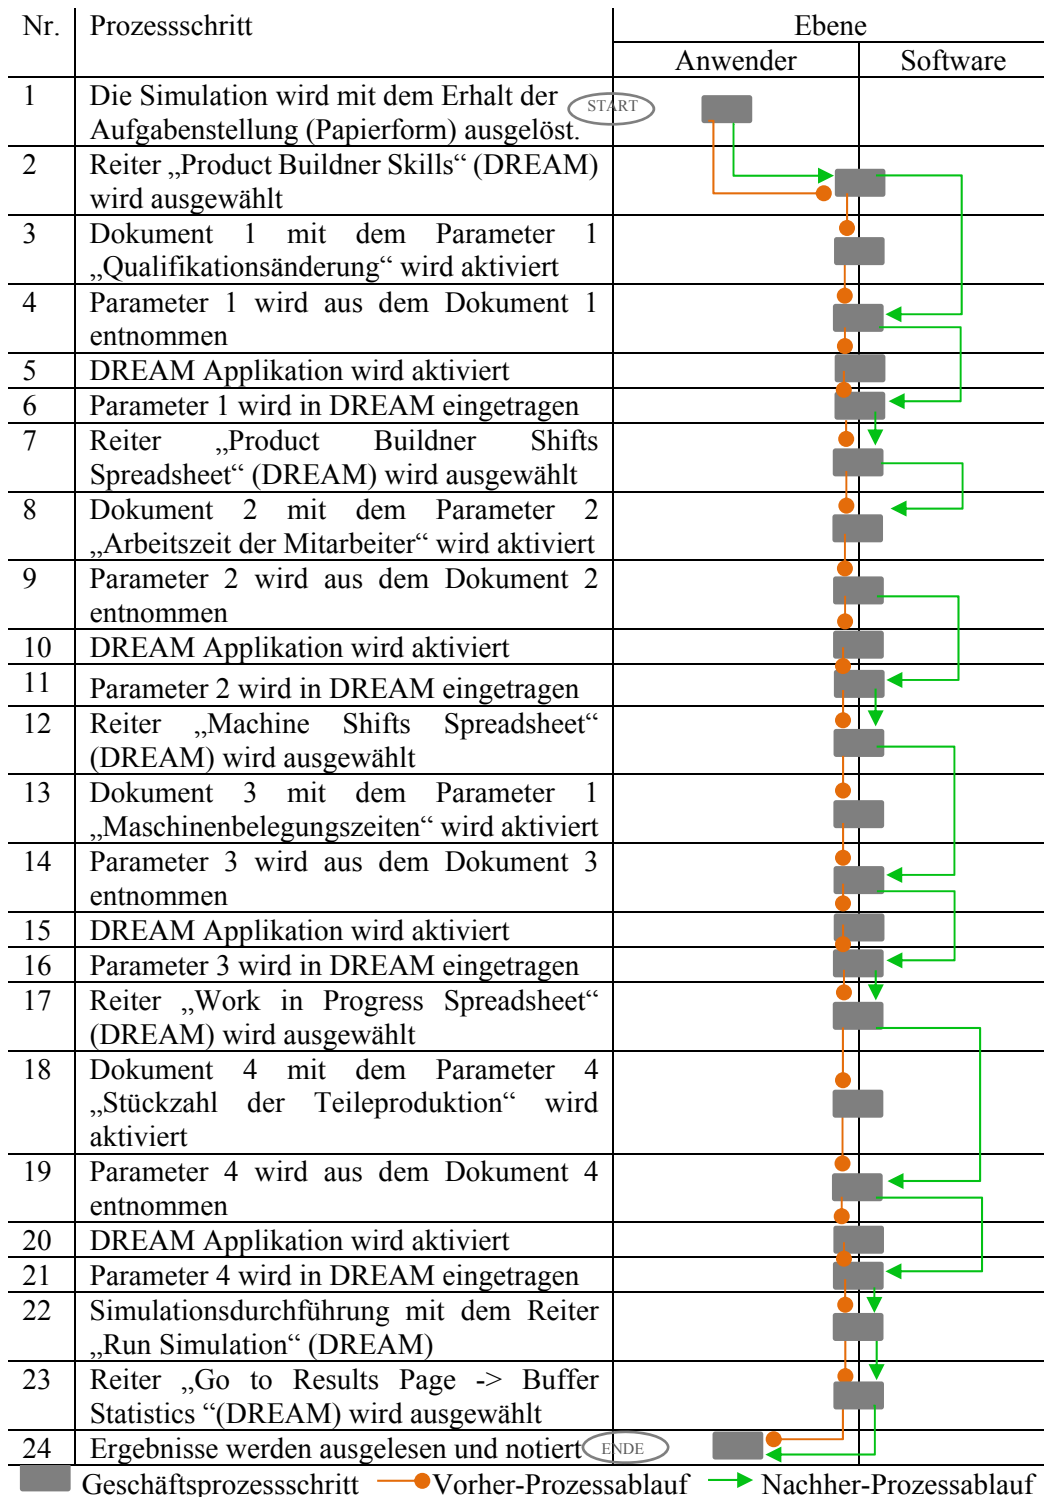 Nr. Prozessschritt Ebene
Anwender Software
1 Die Simulation wird mit dem Erhalt der START
Aufgabenstellung (Papierform) ausgelöst.
2 Reiter „Product Buildner Skills“ (DREAM)
wird ausgewählt
3 Dokument 1 mit dem Parameter 1
„Qualifikationsänderung“ wird aktiviert
4 Parameter 1 wird aus dem Dokument 1
entnommen
5 DREAM Applikation wird aktiviert
6 Parameter 1 wird in DREAM eingetragen
7 Reiter „Product Buildner Shifts
Spreadsheet“ (DREAM) wird ausgewählt
8 Dokument 2 mit dem Parameter 2
„Arbeitszeit der Mitarbeiter“ wird aktiviert
9 Parameter 2 wird aus dem Dokument 2
entnommen
10 DREAM Applikation wird aktiviert
11 Parameter 2 wird in DREAM eingetragen
12 Reiter „Machine Shifts Spreadsheet“
(DREAM) wird ausgewählt
13 Dokument 3 mit dem Parameter 1
„Maschinenbelegungszeiten“ wird aktiviert
14 Parameter 3 wird aus dem Dokument 3
entnommen
15 DREAM Applikation wird aktiviert
16 Parameter 3 wird in DREAM eingetragen
17 Reiter „Work in Progress Spreadsheet“
(DREAM) wird ausgewählt
18 Dokument 4 mit dem Parameter 4
„Stückzahl der Teileproduktion“ wird
aktiviert
19 Parameter 4 wird aus dem Dokument 4
entnommen
20 DREAM Applikation wird aktiviert
21 Parameter 4 wird in DREAM eingetragen
22 Simulationsdurchführung mit dem Reiter
„Run Simulation“ (DREAM)
23 Reiter „Go to Results Page -> Buffer
Statistics “(DREAM) wird ausgewählt
24 Ergebnisse werden ausgelesen und notiert ENDE
Geschäftsprozessschritt Vorher-Prozessablauf Nachher-Prozessablauf